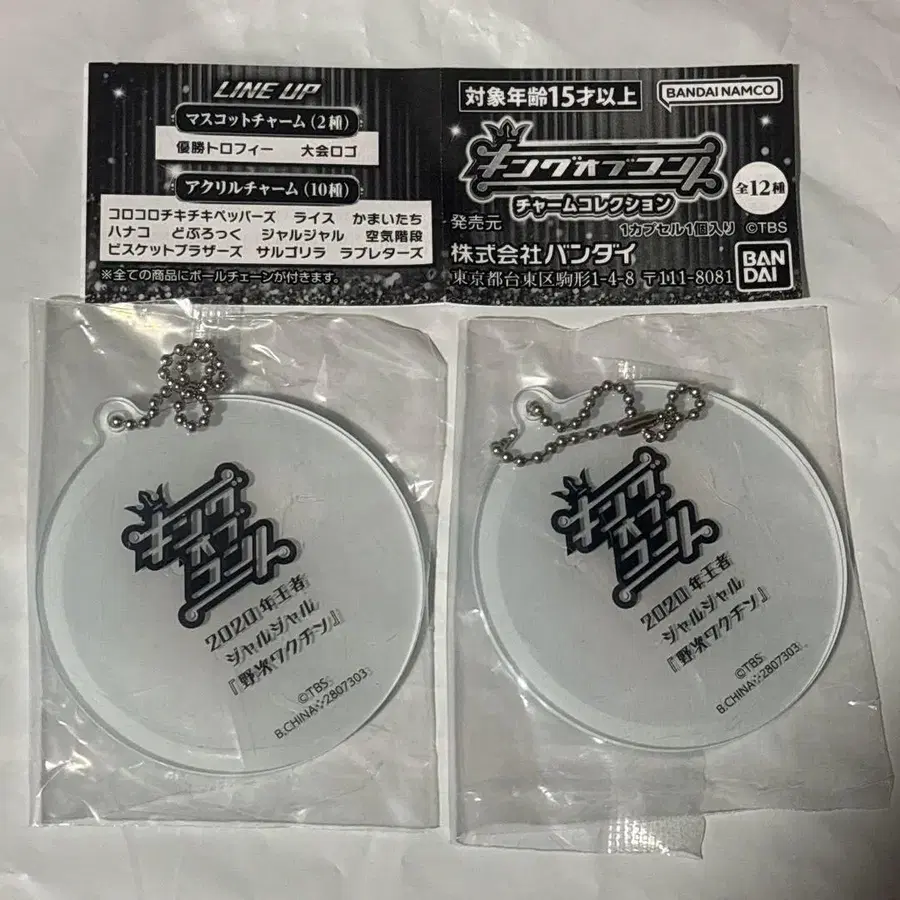 LINE UP
マスコットチャーム(2種)
優勝トロフィー 大会ロゴ
アクリルチャーム(10種)
コロコロチキチキペッパーズ ライス かまいたち
ハナコ どぶろっく ジャルジャル 空気階段
ビスケットブラザーズ サルゴリラ ラブレターズ
※全ての商品にボールチェーンが付きます。
対象年齢15才以上
BANDAI NAMCO
キングオブコント
チャームコレクション
全12種
発売元
1カプセル1個入り ©TBS
株式会社バンダイ
東京都台東区駒形1-4-8 〒111-8081
BAN
DAI
キング
オブ
コント
2020年王者
ジャルジャル
『野次ワクチン』
©TBS
B,CHINA※2807303
キング
オブ
コント
2020年王者
ジャルジャル
『野次ワクチン』
©TBS
B,CHINA※2807303